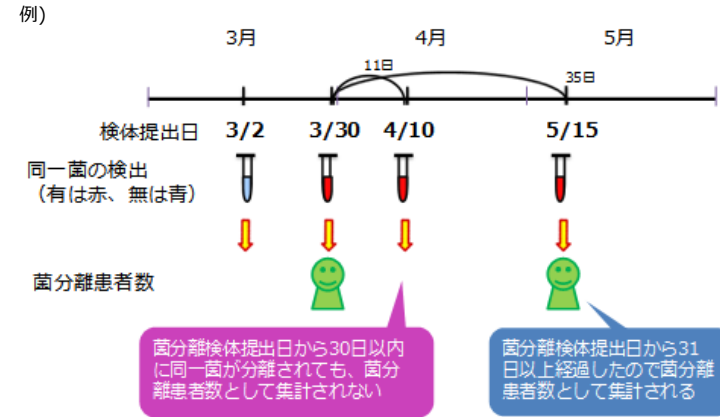 例)
3月 4月 5月
11日
35日
検体提出日 3/2 3/30 4/10 5/15
同一菌の検出
（有は赤、無は青）
菌分離患者数
菌分離検体提出日から30日以内
に同一菌が分離されても、菌分
離患者数として集計されない
菌分離検体提出日から31
日以上経過したので菌分離
患者数として集計される